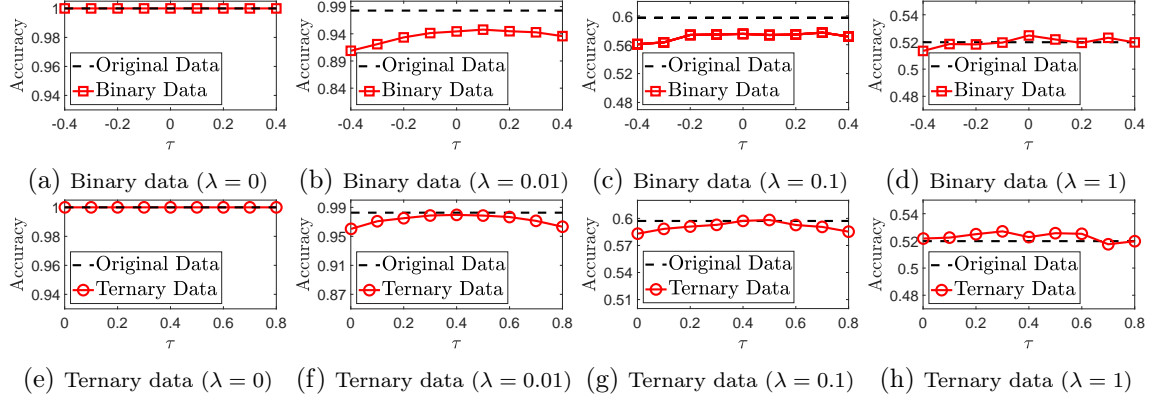 Accuracy
1
0.98
0.96
0.94
Original Data
Binary Data
-0.4 -0.2 0 0.2 0.4
τ
(a) Binary data (λ = 0)
Accuracy
0.99
0.94
0.89
0.84
Original Data
Binary Data
-0.4 -0.2 0 0.2 0.4
τ
(b) Binary data (λ = 0.01)
Accuracy
0.6
0.56
0.52
0.48
Original Data
Binary Data
-0.4 -0.2 0 0.2 0.4
τ
(c) Binary data (λ = 0.1)
Accuracy
0.54
0.52
0.5
0.48
Original Data
Binary Data
-0.4 -0.2 0 0.2 0.4
τ
(d) Binary data (λ = 1)
Accuracy
1
0.98
0.96
0.94
Original Data
Ternary Data
0 0.2 0.4 0.6 0.8
τ
(e) Ternary data (λ = 0)
Accuracy
0.99
0.95
0.91
0.87
Original Data
Ternary Data
0 0.2 0.4 0.6 0.8
τ
(f) Ternary data (λ = 0.01)
Accuracy
0.6
0.57
0.54
0.51
Original Data
Ternary Data
0 0.2 0.4 0.6 0.8
τ
(g) Ternary data (λ = 0.1)
Accuracy
0.54
0.52
0.5
0.48
0.46
Original Data
Ternary Data
0 0.2 0.4 0.6 0.8
τ
(h) Ternary data (λ = 1)